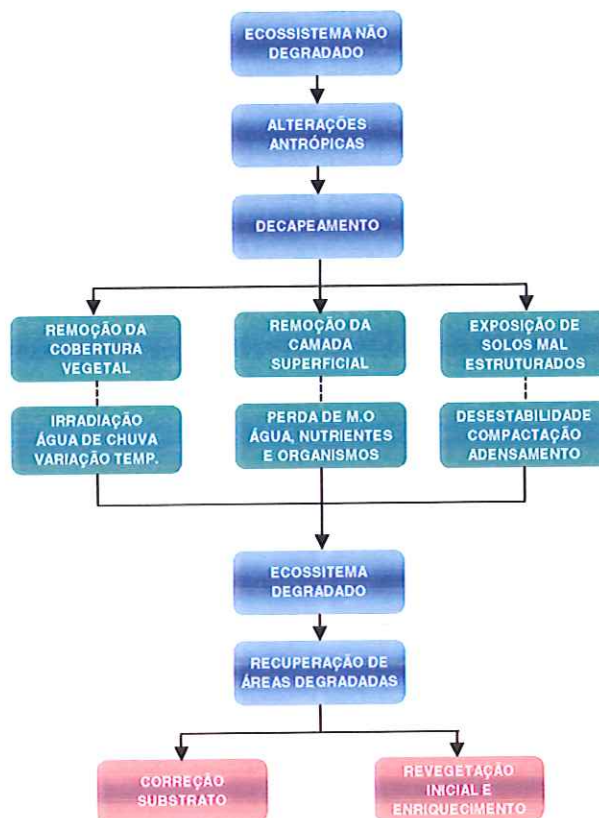 ECOSSISTEMA NÃO
DEGRADADO
ALTERAÇÕES
ANTRÓPICAS
DECAPEAMENTO
REMOÇÃO DA
COBERTURA
VEGETAL
REMOÇÃO DA
CAMADA
SUPERFICIAL
EXPOSIÇÃO DE
SOLOS MAL
ESTRUTURADOS
IRRADIAÇÃO
ÁGUA DE CHUVA
VARIAÇÃO TEMP.
PERDA DE M.O
ÁGUA, NUTRIENTES
E ORGANISMOS
DESESTABILIDADE
COMPACTAÇÃO
ADENSAMENTO
ECOSSITEMA
DEGRADADO
RECUPERAÇÃO DE
ÁREAS DEGRADADAS
CORREÇÃO
SUBSTRATO
REVEGETAÇÃO
INICIAL E
ENRIQUECIMENTO